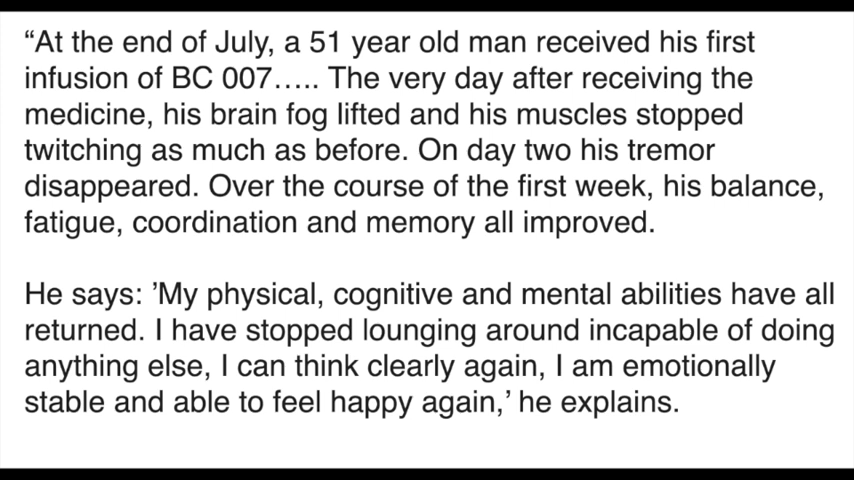 “At the end of July, a 51 year old man received his first
infusion of BC 007….. The very day after receiving the
medicine, his brain fog lifted and his muscles stopped
twitching as much as before. On day two his tremor
disappeared. Over the course of the first week, his balance,
fatigue, coordination and memory all improved.
He says: ’My physical, cognitive and mental abilities have all
returned. I have stopped lounging around incapable of doing
anything else, I can think clearly again, I am emotionally
stable and able to feel happy again,’ he explains.